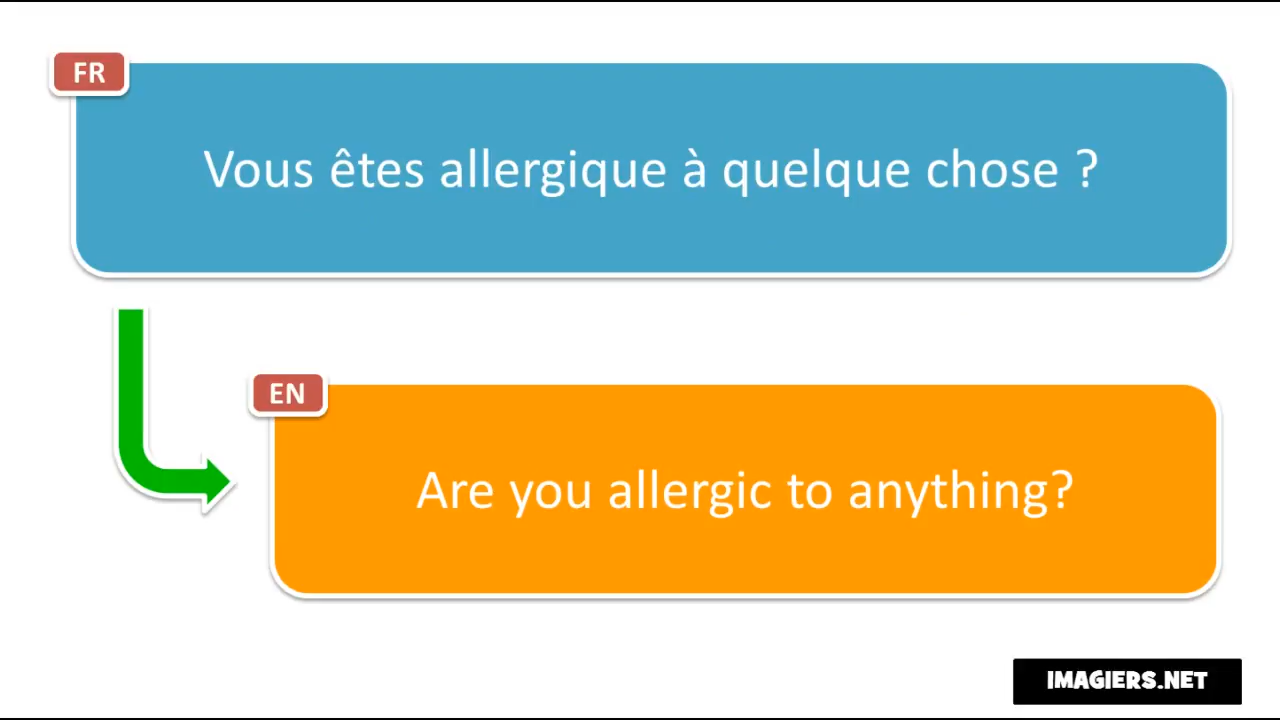 FR
Vous êtes allergique à quelque chose ?
EN
Are you allergic to anything?
IMAGIERS.NET